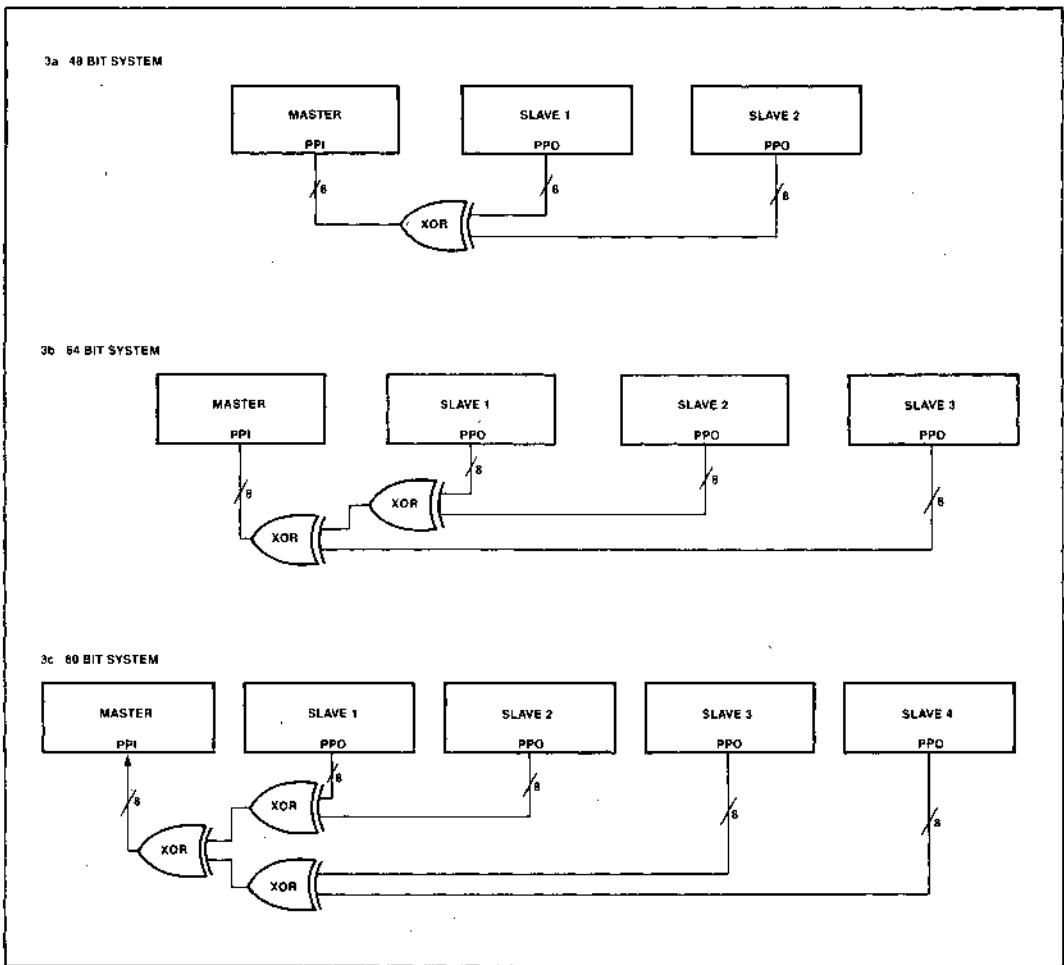 3a 48 BIT SYSTEM
MASTER
PPI
SLAVE 1
PPO
SLAVE 2
PPO
8
8
8
XOR
3b 64 BIT SYSTEM
MASTER
PPI
SLAVE 1
PPO
SLAVE 2
PPO
SLAVE 3
PPO
8
8
8
8
XOR
XOR
3c 80 BIT SYSTEM
MASTER
PPI
SLAVE 1
PPO
SLAVE 2
PPO
SLAVE 3
PPO
SLAVE 4
PPO
8
8
8
8
8
XOR
XOR
XOR